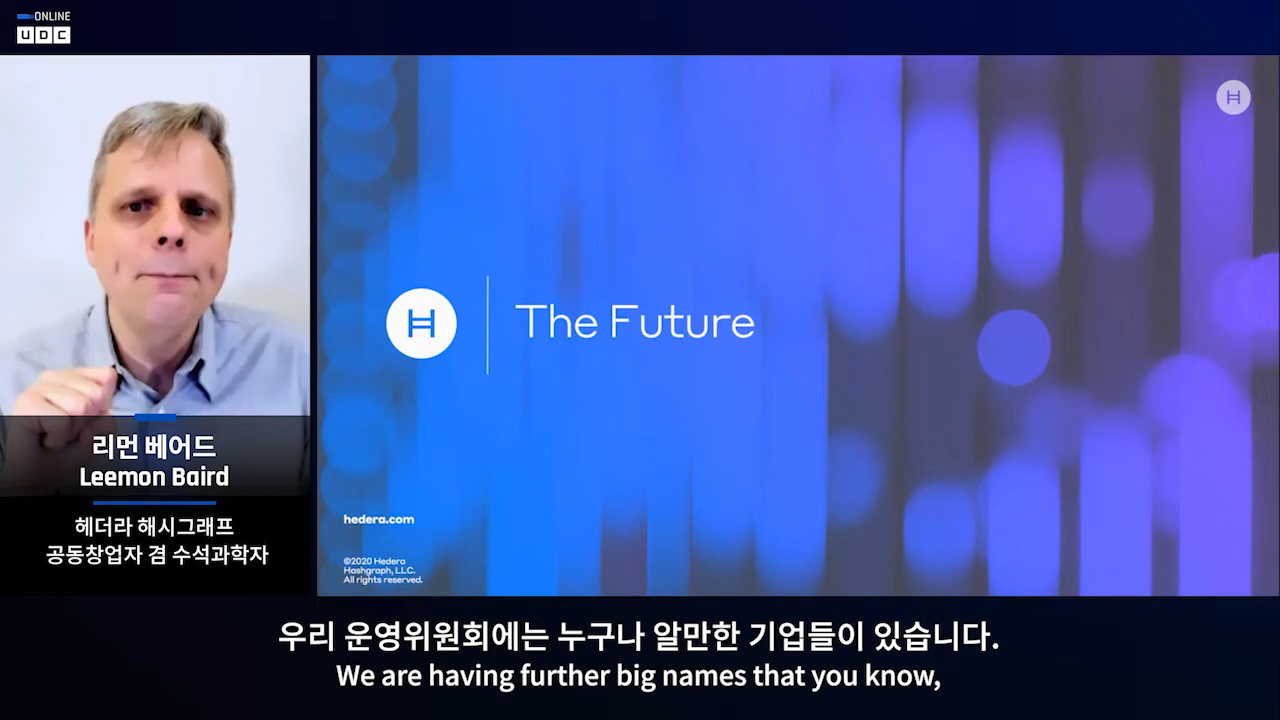 ONLINE
UDC
The Future
hedera.com
©2020 Hedera
Hashgraph, LLC.
All rights reserved.
리먼 베어드
Leemon Baird
헤더라 해시그래프
공동창업자 겸 수석과학자
우리 운영위원회에는 누구나 알만한 기업들이 있습니다.
We are having further big names that you know,